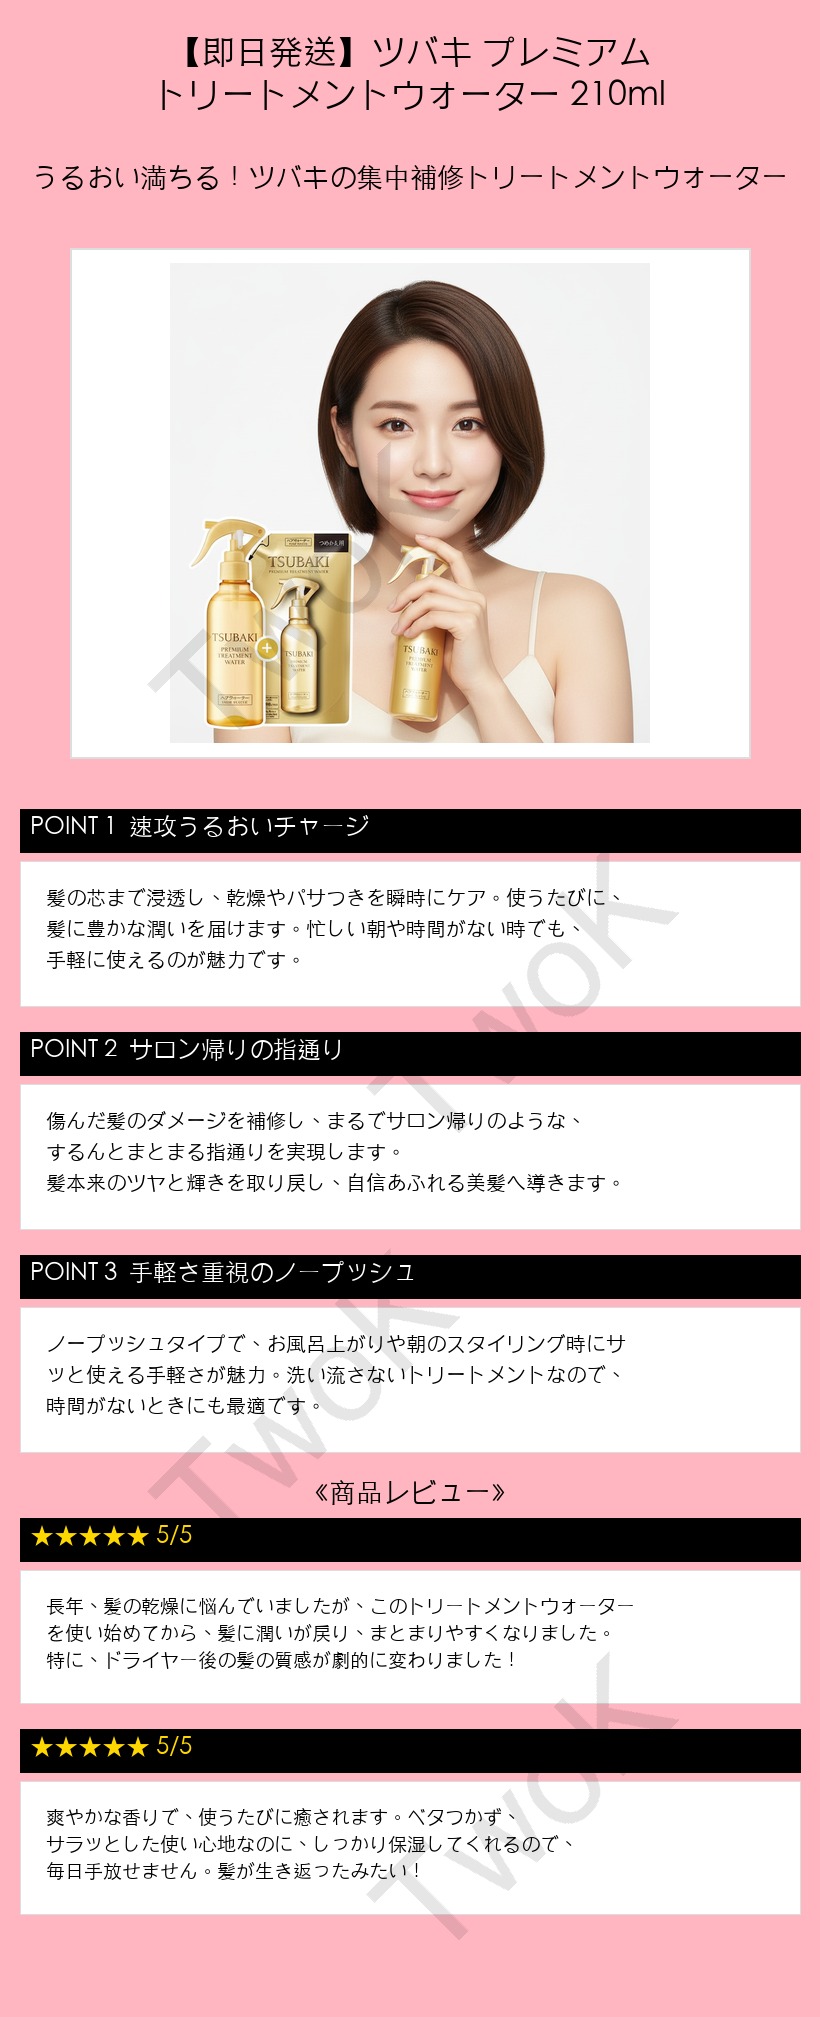 【即日発送】ツバキ プレミアム
トリートメントウォーター 210ml
うるおい満ちる！ツバキの集中補修トリートメントウォーター
つめかえ用
TSUBAKI
PREMIUM TREATMENT WATER
TSUBAKI
PREMIUM
TREATMENT
WATER
ヘアウォーター
+
TSUBAKI
TSUBAKI
PREMIUM
TREATMENT
WATER
TwoK
POINT 1 速攻うるおいチャージ
髪の芯まで浸透し、乾燥やパサつきを瞬時にケア。使うたびに、
髪に豊かな潤いを届けます。忙しい朝や時間がない時でも、
手軽に使えるのが魅力です。
TwoK
POINT 2 サロン帰りの指通り
傷んだ髪のダメージを補修し、まるでサロン帰りのような、
するんとまとまる指通りを実現します。
髪本来のツヤと輝きを取り戻し、自信あふれる美髪へ導きます。
POINT 3 手軽さ重視のノープッシュ
ノープッシュタイプで、お風呂上がりや朝のスタイリング時にサ
ッと使える手軽さが魅力。洗い流さないトリートメントなので、
時間がないときにも最適です。
TwoK
《商品レビュー》
★★★★★ 5/5
長年、髪の乾燥に悩んでいましたが、このトリートメントウォーター
を使い始めてから、髪に潤いが戻り、まとまりやすくなりました。
特に、ドライヤー後の髪の質感が劇的に変わりました！
★★★★★ 5/5
爽やかな香りで、使うたびに癒されます。ベタつかず、
サラッとした使い心地なのに、しっかり保湿してくれるので、
毎日手放せません。髪が生き返ったみたい！
TwoK